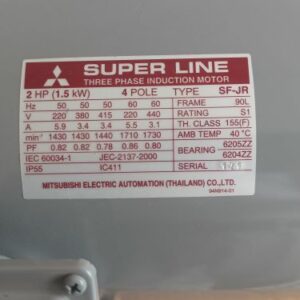 SUPER LINE
THREE PHASE INDUCTION MOTOR
2 HP (1.5 kW) 4 POLE TYPE SF-JR
Hz 50 50 50 60 60 FRAME 90L
V 220 380 415 220 440 RATING S1
A 5.9 3.4 3.4 5.5 3.1 TH. CLASS 155(F)
min⁻¹ 1430 1430 1440 1710 1730 AMB TEMP 40 °C
PF 0.82 0.82 0.78 0.86 0.80 BEARING 6205ZZ
IEC 60034-1 JEC-2137-2000 6204ZZ
IP55 IC411 SERIAL
MITSUBISHI ELECTRIC AUTOMATION (THAILAND) CO.,LTD.